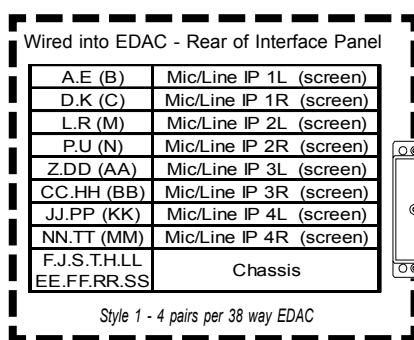 Wired into EDAC - Rear of Interface Panel
A.E (B) Mic/Line IP 1L (screen)
D.K (C) Mic/Line IP 1R (screen)
L.R (M) Mic/Line IP 2L (screen)
P.U (N) Mic/Line IP 2R (screen)
Z.DD (AA) Mic/Line IP 3L (screen)
CC.HH (BB) Mic/Line IP 3R (screen)
JJ.PP (KK) Mic/Line IP 4L (screen)
NN.TT (MM) Mic/Line IP 4R (screen)
F.J.S.T.H.LL
EE.FF.RR.SS Chassis
Style 1 - 4 pairs per 38 way EDAC